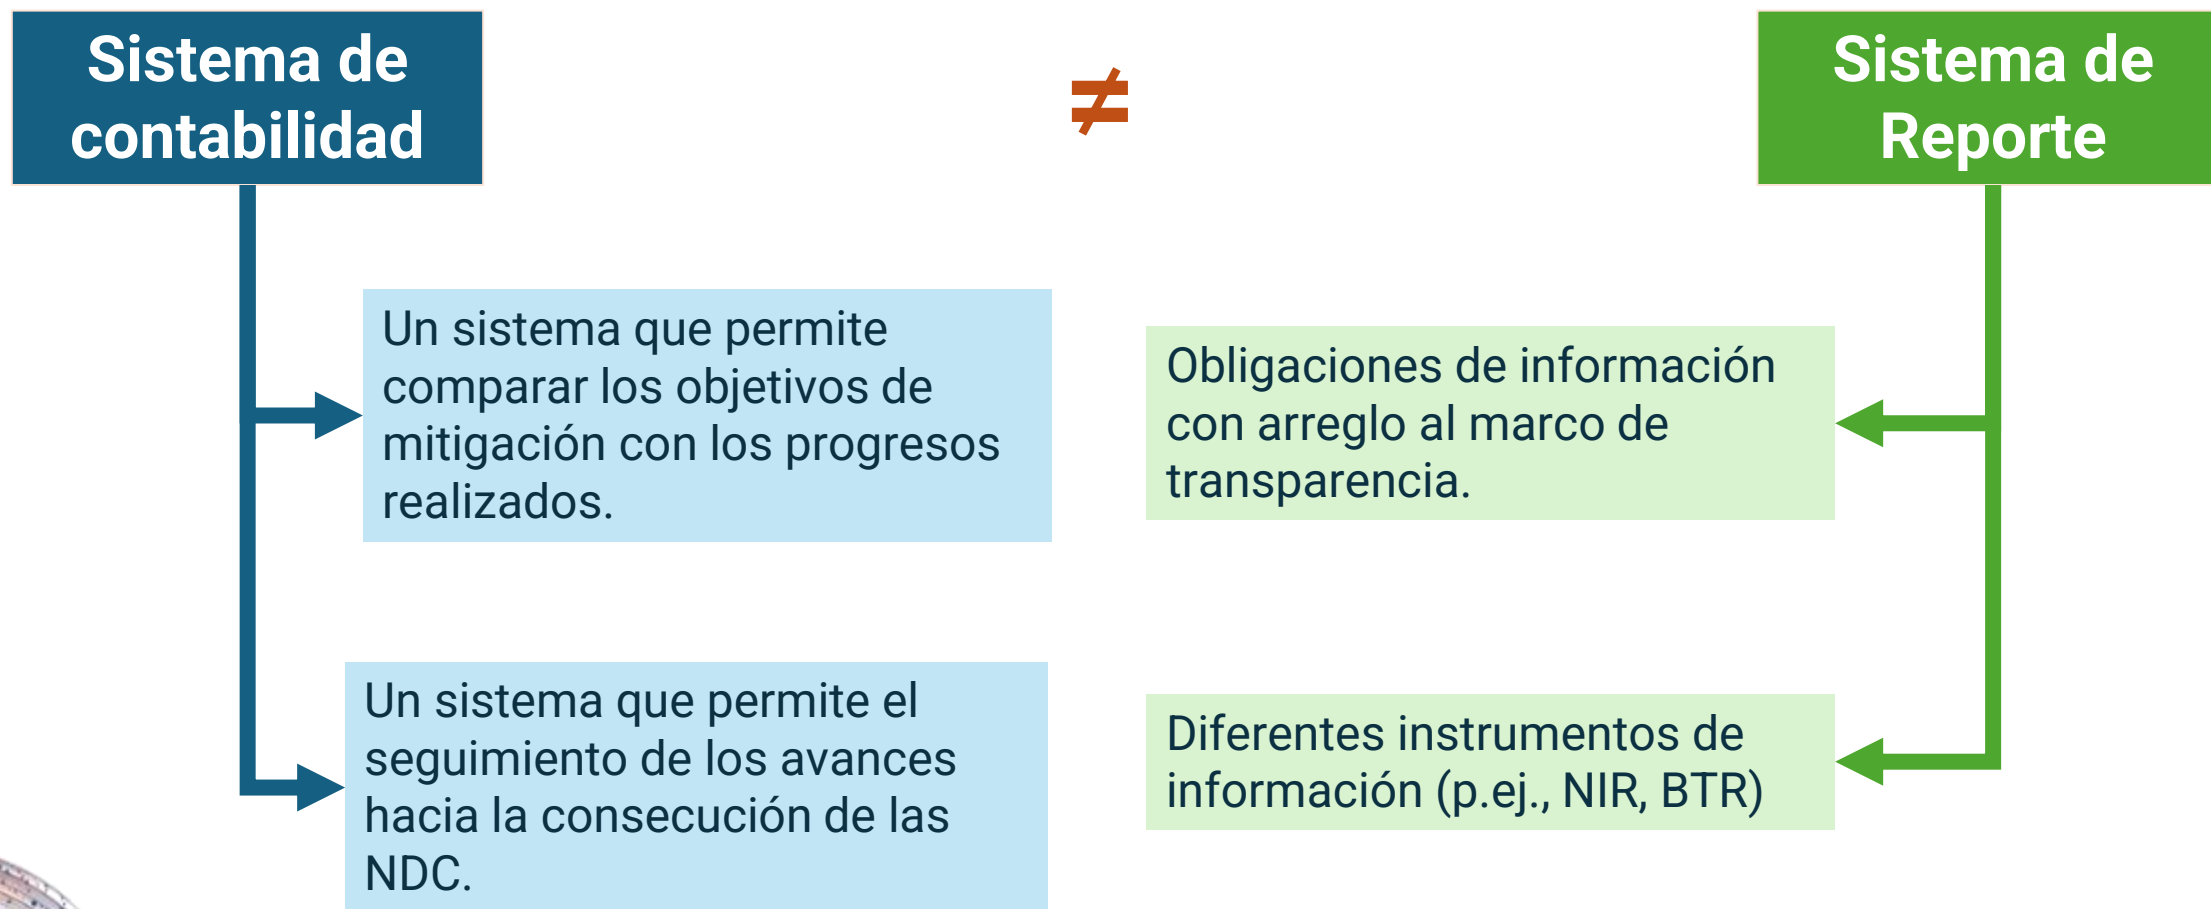 Sistema de
contabilidad
≠
Sistema de
Reporte
Un sistema que permite
comparar los objetivos de
mitigación con los progresos
realizados.
Obligaciones de información
con arreglo al marco de
transparencia.
Un sistema que permite el
seguimiento de los avances
hacia la consecución de las
NDC.
Diferentes instrumentos de
información (p.ej., NIR, BTR)